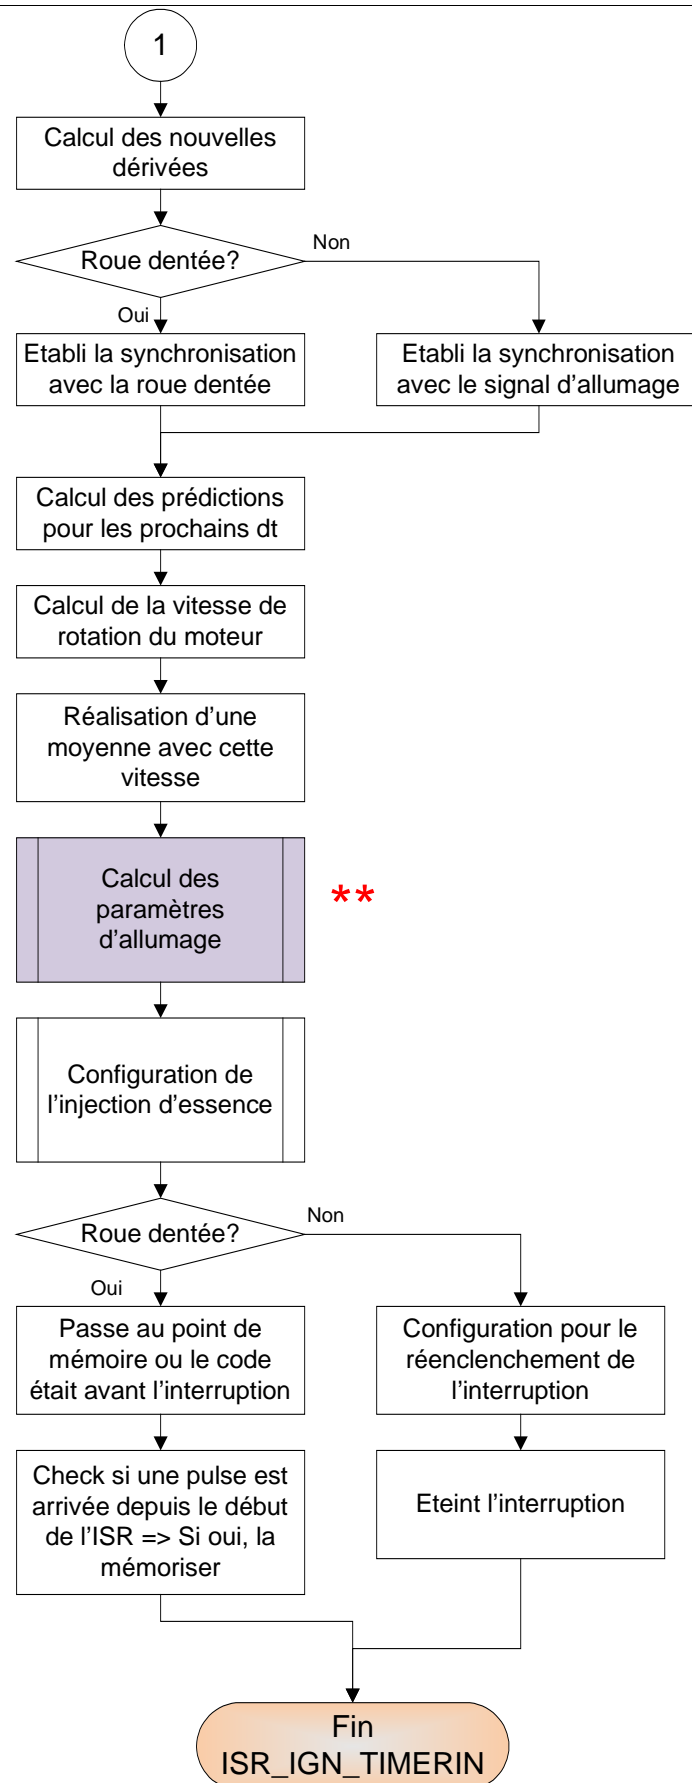 1
Calcul des nouvelles
dérivées
Roue dentée?
Non
Oui
Etabli la synchronisation
avec la roue dentée
Etabli la synchronisation
avec le signal d’allumage
Calcul des prédictions
pour les prochains dt
Calcul de la vitesse de
rotation du moteur
Réalisation d’une
moyenne avec cette
vitesse
Calcul des
paramètres
d’allumage
**
Configuration de
l’injection d’essence
Roue dentée?
Non
Oui
Passe au point de
mémoire ou le code
était avant l’interruption
Configuration pour le
réenclenchement de
l’interruption
Check si une pulse est
arrivée depuis le début
de l’ISR => Si oui, la
mémoriser
Eteint l’interruption
Fin
ISR_IGN_TIMERIN